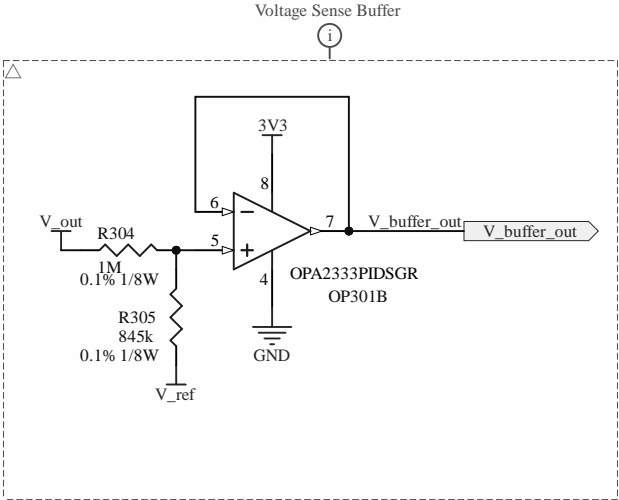 Voltage Sense Buffer
i
3V3
8
6
V_out
R304
5
7
V_buffer_out
V_buffer_out
1M
0.1% 1/8W
4
OPA2333PIDSGR
OP301B
R305
845k
0.1% 1/8W
GND
V_ref